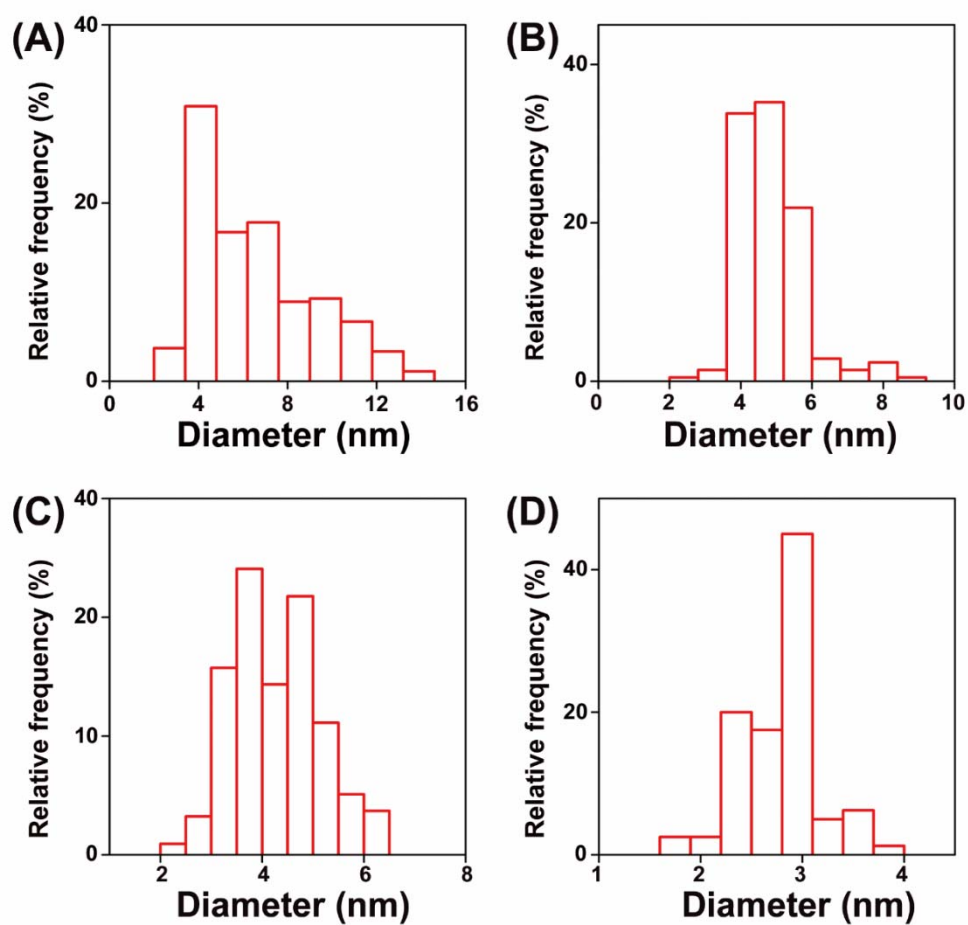 (A)
Relative frequency (%)
40
20
0
0 4 8 12 16
Diameter (nm)
(B)
Relative frequency (%)
40
20
0
0 2 4 6 8 10
Diameter (nm)
(C)
Relative frequency (%)
40
20
10
0
2 4 6 8
Diameter (nm)
(D)
Relative frequency (%)
40
20
0
1 2 3 4
Diameter (nm)